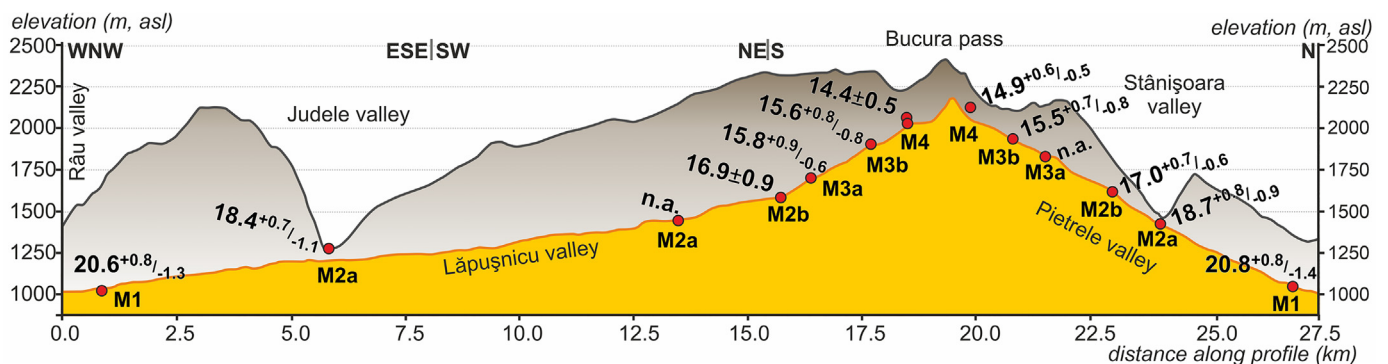 elevation (m, asl)
elevation (m, asl)
2500
2250
2000
1750
1500
1250
1000
WNW
ESE|SW
NE|S
N
2500
2250
2000
1750
1500
1250
1000
Râu valley
Judele valley
Bucura pass
Stânişoara
valley
Lăpuşnicu valley
Pietrele valley
20.6+0.8/-1.3
M1
18.4+0.7/-1.1
M2a
n.a.
M2a
16.9±0.9
M2b
15.8+0.9/-0.6
M3a
15.6+0.8/-0.8
M3b
14.4±0.5
M4
14.9+0.6/-0.5
M4
15.5+0.7/-0.8
M3b
n.a.
M3a
17.0+0.7/-0.6
M2b
18.7+0.8/-0.9
M2a
20.8+0.8/-1.4
M1
0.0 2.5 5.0 7.5 10.0 12.5 15.0 17.5 20.0 22.5 25.0 27.5
distance along profile (km)